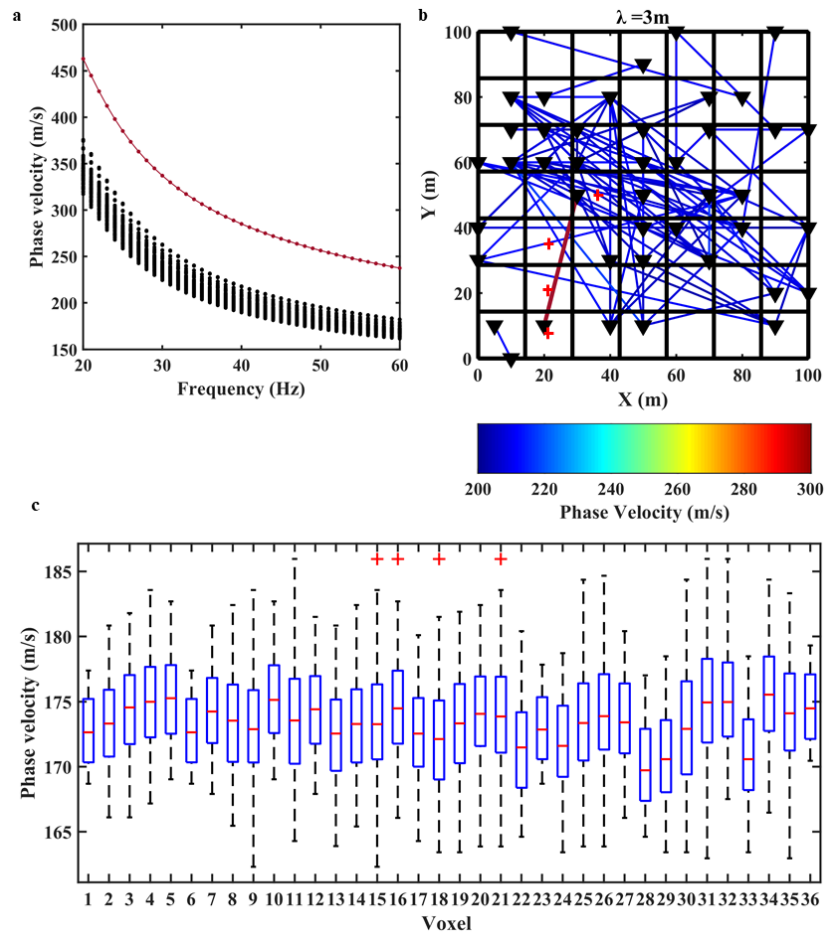 a
500
450
400
350
300
250
200
150
20 30 40 50 60
Phase velocity (m/s)
Frequency (Hz)
b
λ =3m
100
80
60
40
20
0
0 20 40 60 80 100
Y (m)
X (m)
200 220 240 260 280 300
Phase Velocity (m/s)
c
185
180
175
170
165
Phase velocity (m/s)
1 2 3 4 5 6 7 8 9 10 11 12 13 14 15 16 17 18 19 20 21 22 23 24 25 26 27 28 29 30 31 32 33 34 35 36
Voxel